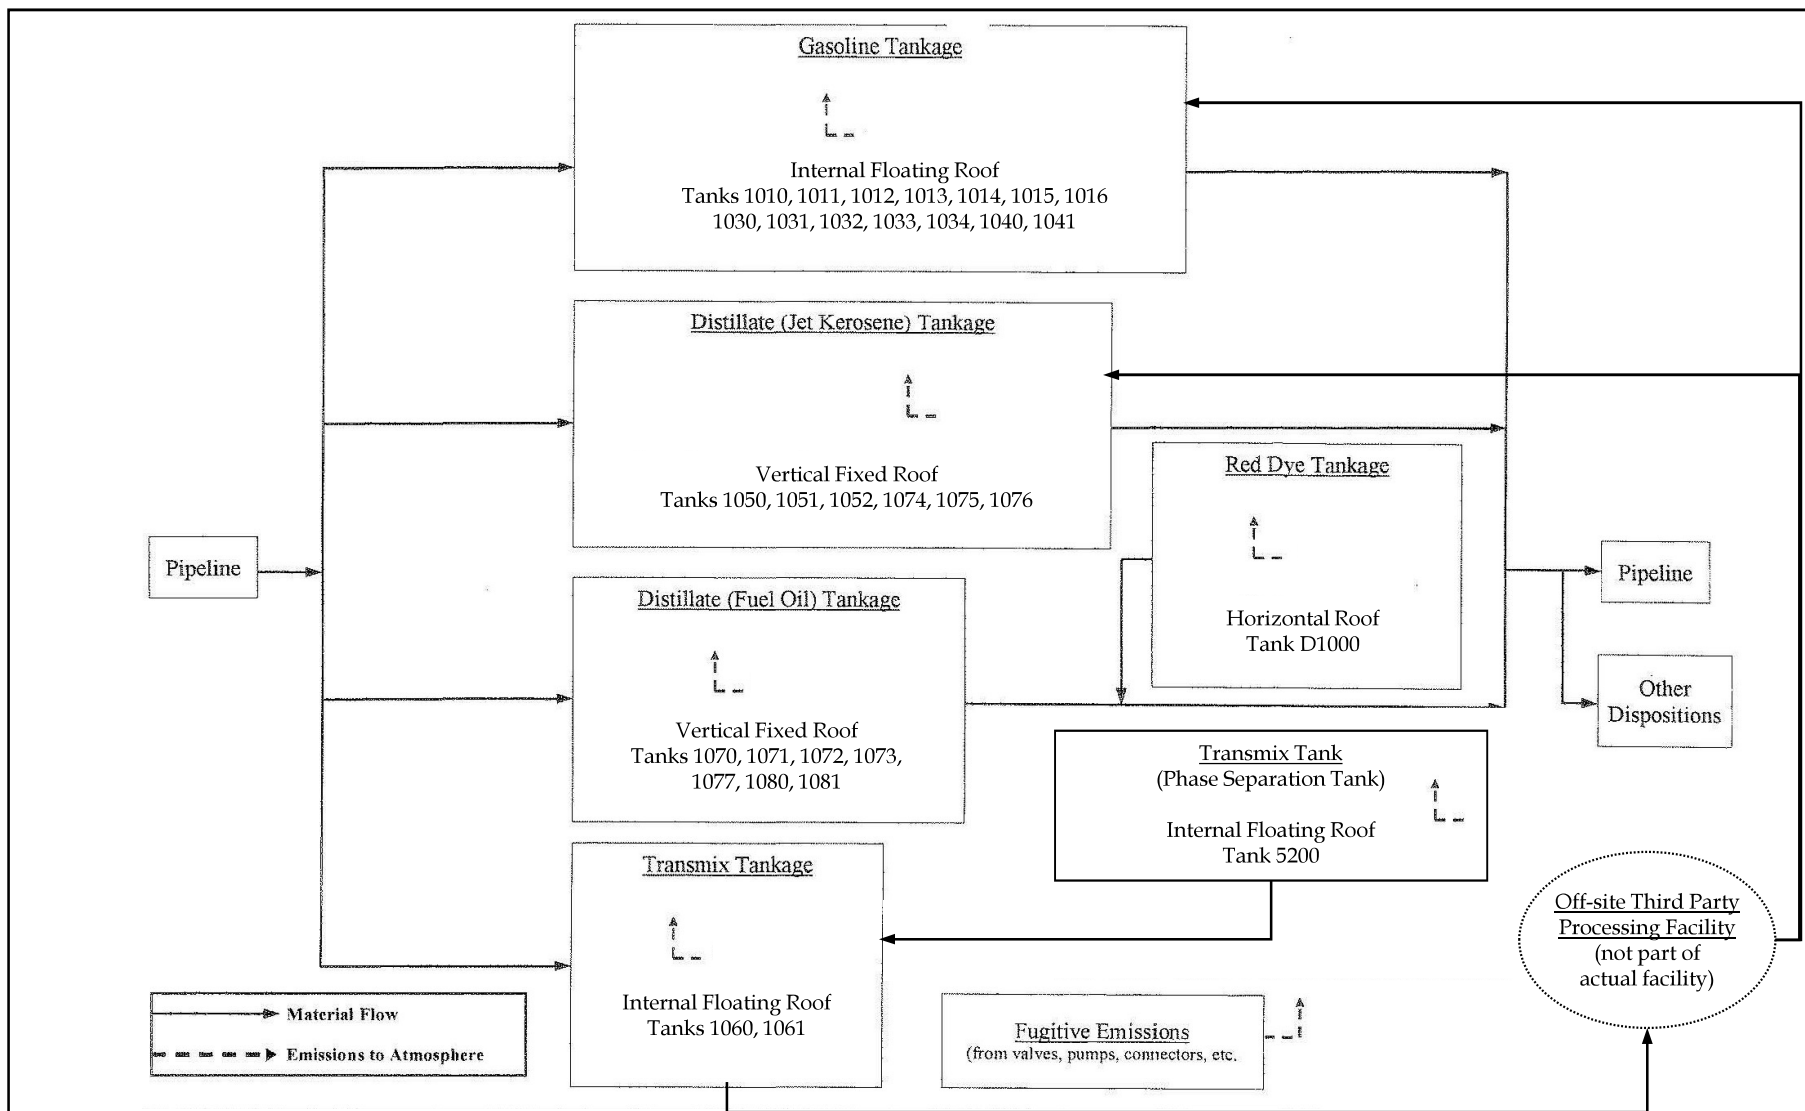 Gasoline Tankage
Internal Floating Roof
Tanks 1010, 1011, 1012, 1013, 1014, 1015, 1016
1030, 1031, 1032, 1033, 1034, 1040, 1041
Distillate (Jet Kerosene) Tankage
Vertical Fixed Roof
Tanks 1050, 1051, 1052, 1074, 1075, 1076
Red Dye Tankage
Horizontal Roof
Tank D1000
Pipeline
Pipeline
Distillate (Fuel Oil) Tankage
Vertical Fixed Roof
Tanks 1070, 1071, 1072, 1073,
1077, 1080, 1081
Other
Dispositions
Transmix Tank
(Phase Separation Tank)
Internal Floating Roof
Tank 5200
Transmix Tankage
Internal Floating Roof
Tanks 1060, 1061
Off-site Third Party
Processing Facility
(not part of
actual facility)
Material Flow
Emissions to Atmosphere
Fugitive Emissions
(from valves, pumps, connectors, etc.